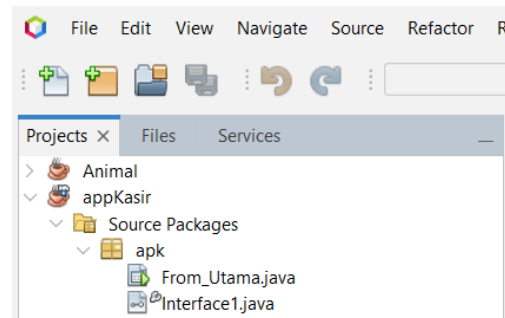 File Edit View Navigate Source Refactor R
Projects Files Services
Animal
appKasir
Source Packages
apk
From_Utama.java
Interface1.java